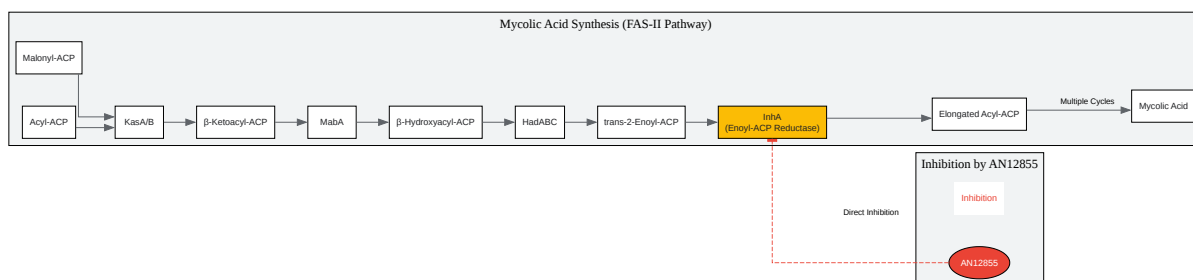 Mycolic Acid Synthesis (FAS-II Pathway)
Malonyl-ACP
Acyl-ACP
KasA/B
β-Ketoacyl-ACP
MabA
β-Hydroxyacyl-ACP
HadABC
trans-2-Enoyl-ACP
InhA
(Enoyl-ACP Reductase)
Elongated Acyl-ACP
Multiple Cycles
Mycolic Acid
Inhibition by AN12855
Inhibition
Direct Inhibition
AN12855